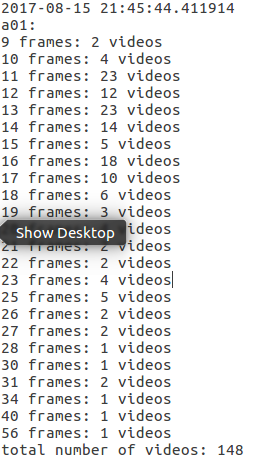 2017-08-15 21:45:44.411914
a01:
9 frames: 2 videos
10 frames: 4 videos
11 frames: 23 videos
12 frames: 12 videos
13 frames: 23 videos
14 frames: 14 videos
15 frames: 5 videos
16 frames: 18 videos
17 frames: 10 videos
18 frames: 6 videos
19 frames: 3 videos
Show Desktop
21 frames: 2 videos
22 frames: 2 videos
23 frames: 4 videos
25 frames: 5 videos
26 frames: 2 videos
27 frames: 2 videos
28 frames: 1 videos
30 frames: 1 videos
31 frames: 2 videos
34 frames: 1 videos
40 frames: 1 videos
56 frames: 1 videos
total number of videos: 148